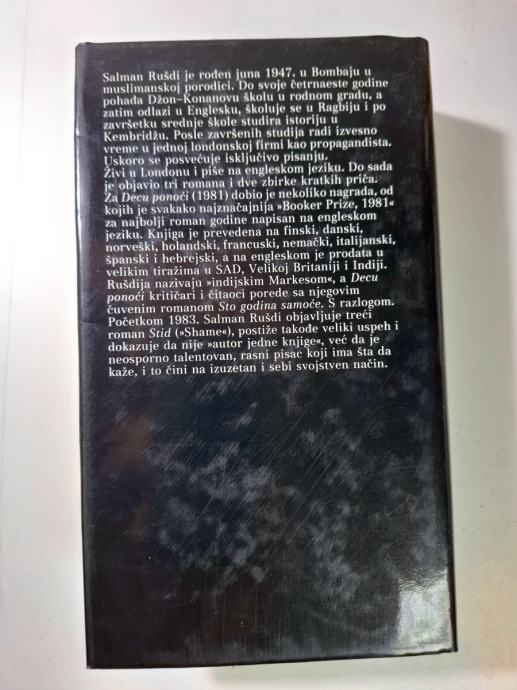 Salman Rušdi je rođen juna 1947. u Bombaju u
muslimanskoj porodici. Do svoje četrnaeste godine
pohađa Džon-Konanovu školu u rodnom gradu, a
zatim odlazi u Englesku, školuje se u Ragbiju i po
završetku srednje škole studira istoriju u
Kembridžu. Posle završenih studija radi izvesno
vreme u jednoj londonskoj firmi kao propagandista.
Uskoro se posvećuje isključivo pisanju.
Živi u Londonu i piše na engleskom jeziku. Do sada
je objavio tri romana i dve zbirke kratkih priča.
Za Decu ponoći (1981) dobio je nekoliko nagrada, od
kojih je svakako najznačajnija »Booker Prize, 1981«
za najbolji roman godine napisan na engleskom
jeziku. Knjiga je prevedena na finski, danski,
norveški, holandski, francuski, nemački, italijanski,
španski i hebrejski, a na engleskom je prodata u
velikim tiražima u SAD, Velikoj Britaniji i Indiji.
Rušdija nazivaju »indijskim Markesom«, a Decu
ponoći kritičari i čitaoci porede sa njegovim
čuvenim romanom Sto godina samoće. S razlogom.
Početkom 1983. Salman Rušdi objavljuje treći
roman Stid (»Shame«), postiže takođe veliki uspeh i
dokazuje da nije »autor jedne knjige«, već da je
neosporno talentovan, rasni pisac koji ima šta da
kaže, i to čini na izuzetan i sebi svojstven način.